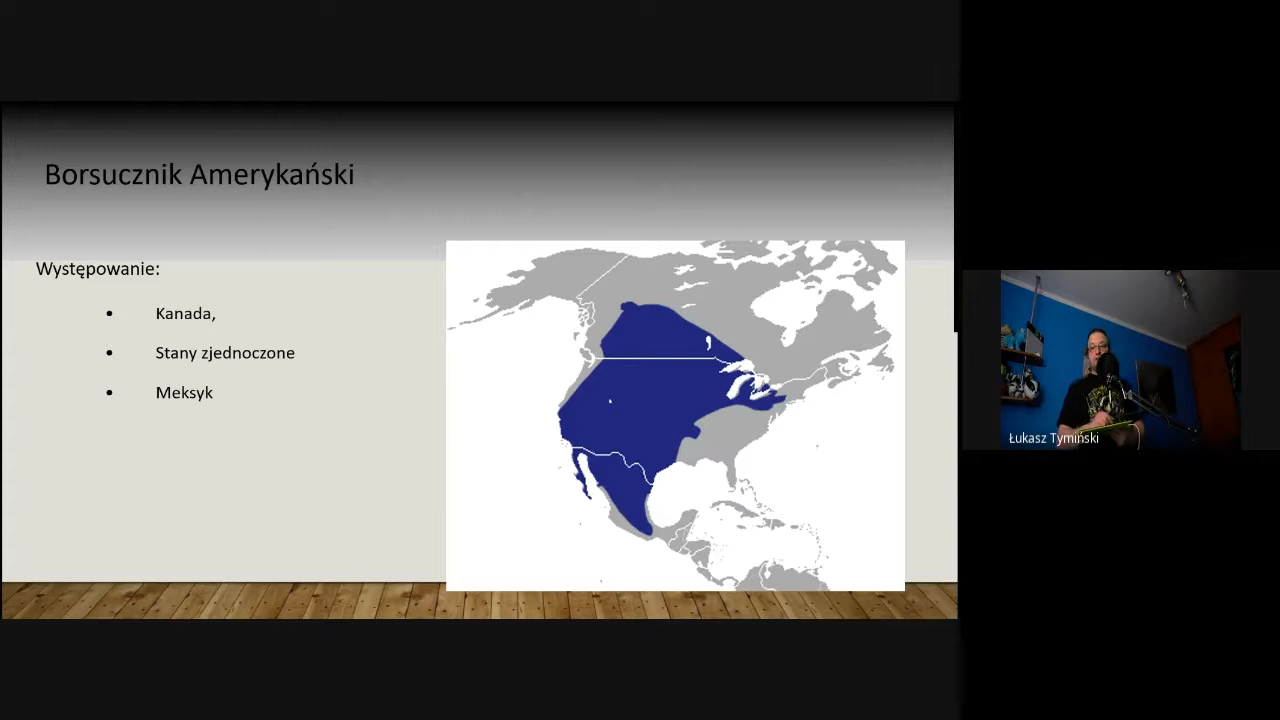 Borsucznik Amerykański
Występowanie:
• Kanada,
• Stany zjednoczone
• Meksyk
Łukasz Tymiński